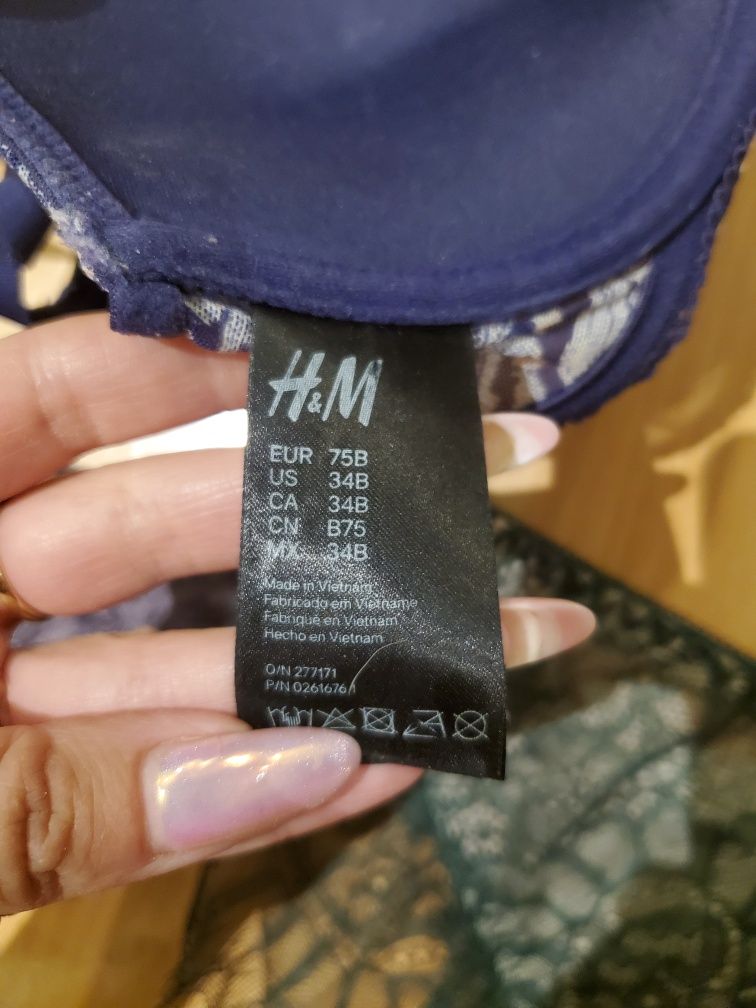 H&M
EUR 75B
US 34B
CA 34B
CN B75
MX 34B
Made in Vietnam
Fabricado em Vietname
Fabriqué en Vietnam
Hecho en Vietnam
O/N 277171
P/N 0261676